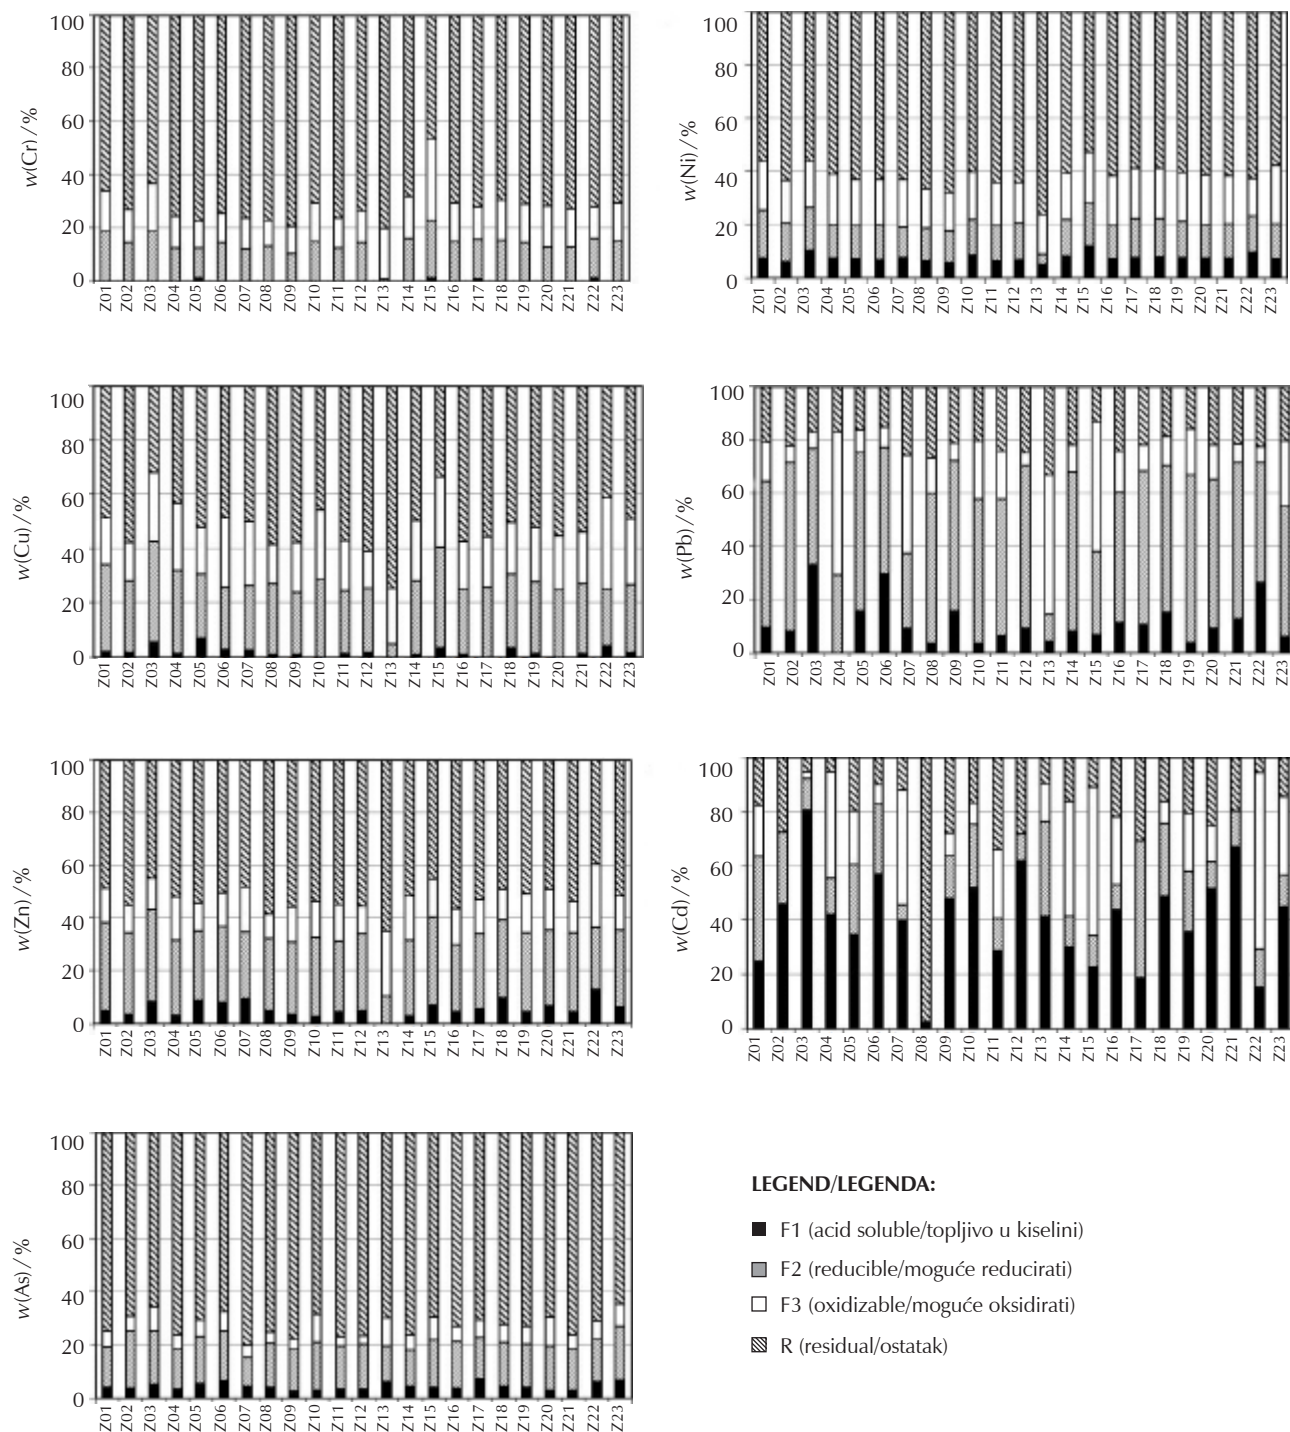 w(Cr) / %
100
80
60
40
20
0
Z01 Z02 Z03 Z04 Z05 Z06 Z07 Z08 Z09 Z10 Z11 Z12 Z13 Z14 Z15 Z16 Z17 Z18 Z19 Z20 Z21 Z22 Z23
w(Ni) / %
100
80
60
40
20
0
Z01 Z02 Z03 Z04 Z05 Z06 Z07 Z08 Z09 Z10 Z11 Z12 Z13 Z14 Z15 Z16 Z17 Z18 Z19 Z20 Z21 Z22 Z23
w(Cu) / %
100
80
60
40
20
0
Z01 Z02 Z03 Z04 Z05 Z06 Z07 Z08 Z09 Z10 Z11 Z12 Z13 Z14 Z15 Z16 Z17 Z18 Z19 Z20 Z21 Z22 Z23
w(Pb) / %
100
80
60
40
20
0
Z01 Z02 Z03 Z04 Z05 Z06 Z07 Z08 Z09 Z10 Z11 Z12 Z13 Z14 Z15 Z16 Z17 Z18 Z19 Z20 Z21 Z22 Z23
w(Zn) / %
100
80
60
40
20
0
Z01 Z02 Z03 Z04 Z05 Z06 Z07 Z08 Z09 Z10 Z11 Z12 Z13 Z14 Z15 Z16 Z17 Z18 Z19 Z20 Z21 Z22 Z23
w(Cd) / %
100
80
60
40
20
0
Z01 Z02 Z03 Z04 Z05 Z06 Z07 Z08 Z09 Z10 Z11 Z12 Z13 Z14 Z15 Z16 Z17 Z18 Z19 Z20 Z21 Z22 Z23
w(As) / %
100
80
60
40
20
0
Z01 Z02 Z03 Z04 Z05 Z06 Z07 Z08 Z09 Z10 Z11 Z12 Z13 Z14 Z15 Z16 Z17 Z18 Z19 Z20 Z21 Z22 Z23
LEGEND/LEGENDA:
F1 (acid soluble/topljivo u kiselini)
F2 (reducible/moguće reducirati)
F3 (oxidizable/moguće oksidirati)
R (residual/ostatak)